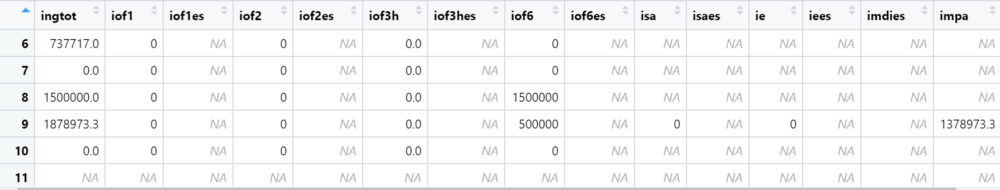 ingtot iof1 iof1es iof2 iof2es iof3h iof3hes iof6 iof6es isa isaes ie iees imdies impa
6 737717.0 0 NA 0 NA 0.0 NA 0 NA NA NA NA NA NA NA
7 0.0 0 NA 0 NA 0.0 NA 0 NA NA NA NA NA NA NA
8 1500000.0 0 NA 0 NA 0.0 NA 1500000 NA NA NA NA NA NA NA
9 1878973.3 0 NA 0 NA 0.0 NA 500000 NA 0 NA 0 NA NA 1378973.3
10 0.0 0 NA 0 NA 0.0 NA 0 NA NA NA NA NA NA NA
11 NA NA NA NA NA NA NA NA NA NA NA NA NA NA NA